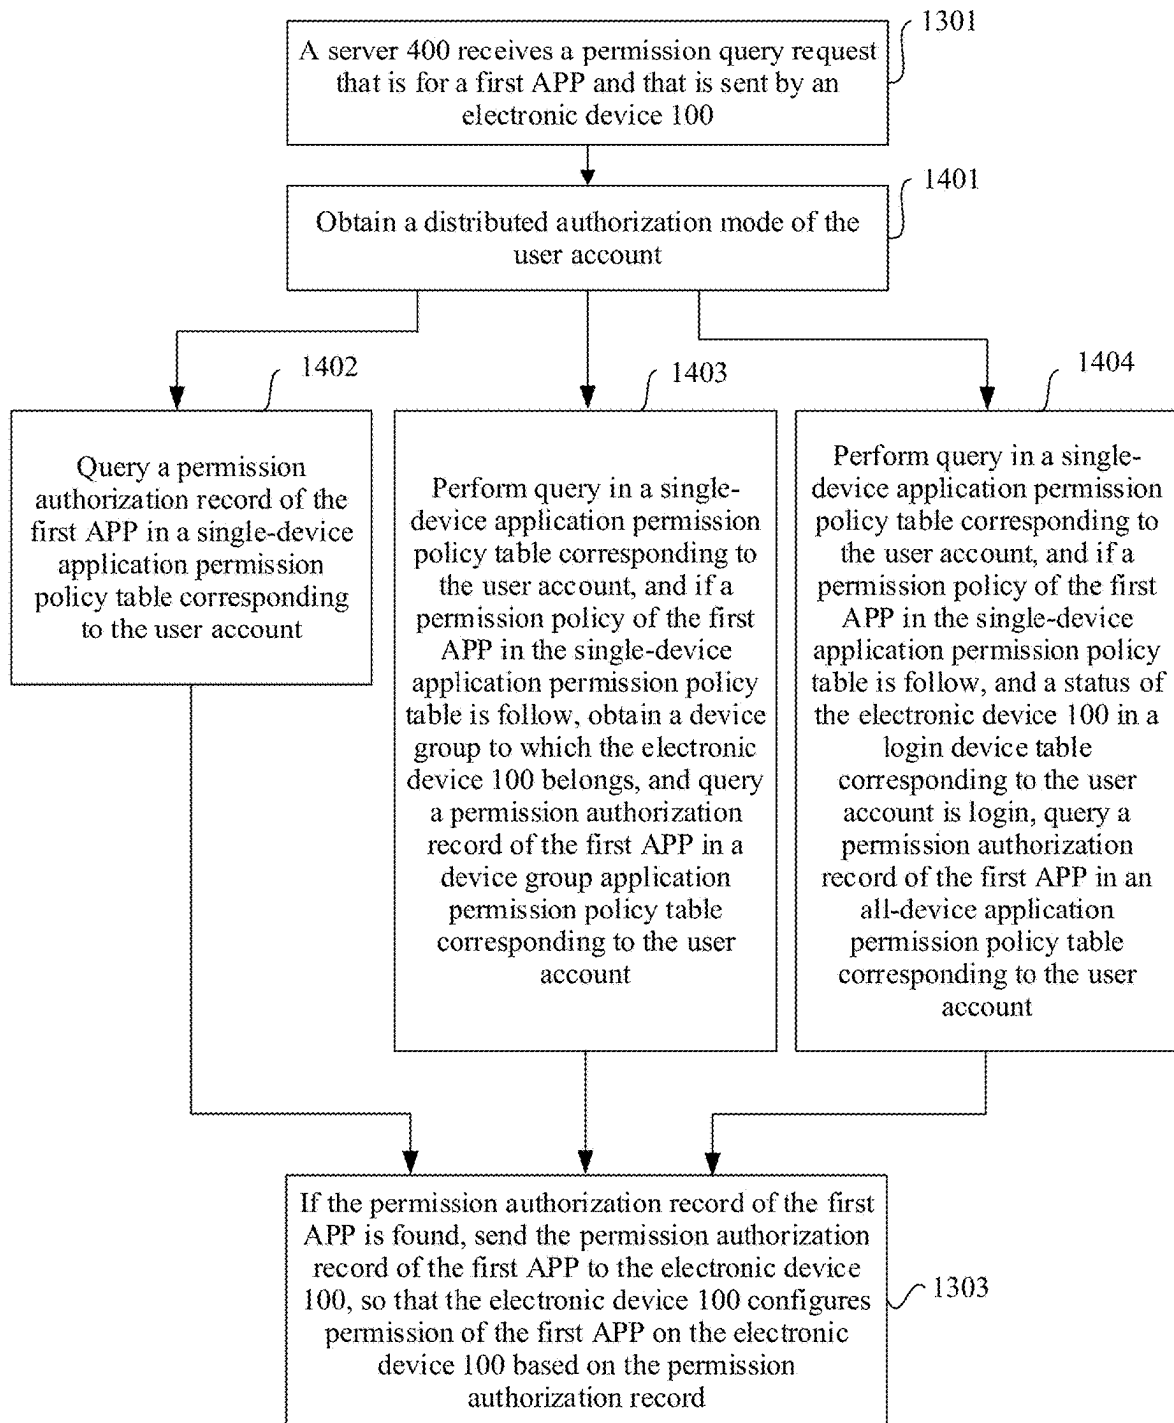 1301
A server 400 receives a permission query request
that is for a first APP and that is sent by an
electronic device 100
1401
Obtain a distributed authorization mode of the
user account
1402
Query a permission
authorization record of the
first APP in a single-device
application permission
policy table corresponding
to the user account
1403
Perform query in a single-
device application permission
policy table corresponding to
the user account, and if a
permission policy of the first
APP in the single-device
application permission policy
table is follow, obtain a device
group to which the electronic
device 100 belongs, and query
a permission authorization
record of the first APP in a
device group application
permission policy table
corresponding to the user
account
1404
Perform query in a single-
device application permission
policy table corresponding to
the user account, and if a
permission policy of the first
APP in the single-device
application permission policy
table is follow, and a status of
the electronic device 100 in a
login device table
corresponding to the user
account is login, query a
permission authorization
record of the first APP in an
all-device application
permission policy table
corresponding to the user
account
If the permission authorization record of the first
APP is found, send the permission authorization
record of the first APP to the electronic device
100, so that the electronic device 100 configures
permission of the first APP on the electronic
device 100 based on the permission
authorization record
1303